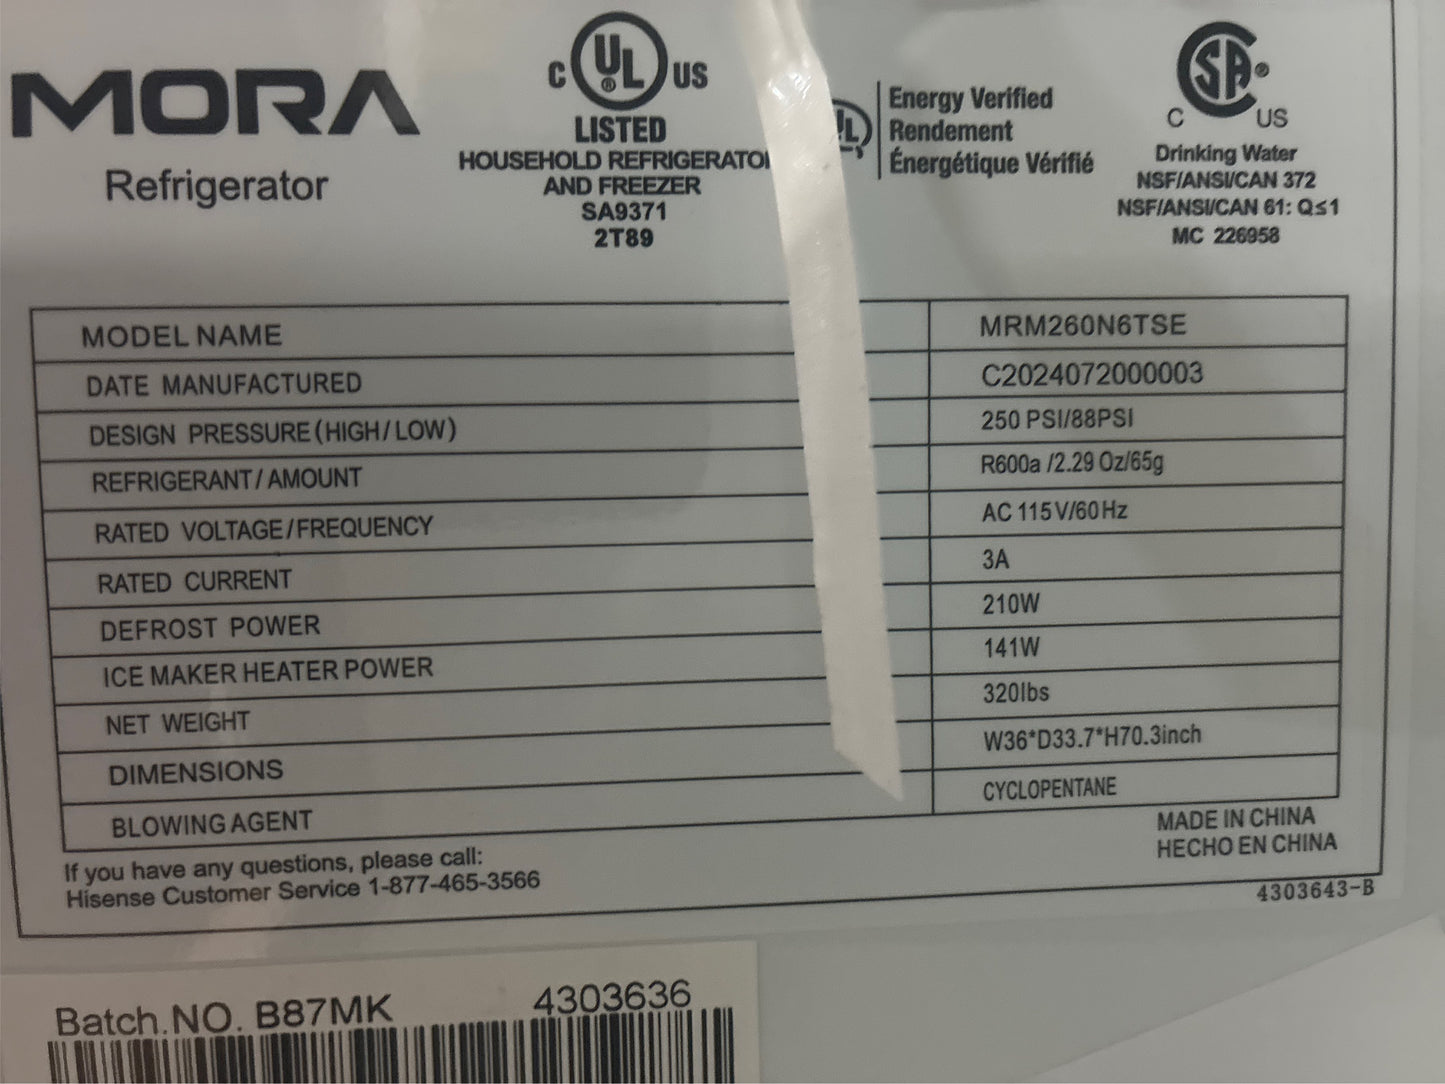 MORA
Refrigerator
C UL US
LISTED
HOUSEHOLD REFRIGERATO
AND FREEZER
SA9371
2T89
UL
Energy Verified
Rendement
Énergétique Vérifié
CSA
C US
Drinking Water
NSF/ANSI/CAN 372
NSF/ANSI/CAN 61: Q≤1
MC 226958
MODEL NAME MRM260N6TSE
DATE MANUFACTURED C2024072000003
DESIGN PRESSURE(HIGH/LOW) 250 PSI/88PSI
REFRIGERANT/AMOUNT R600a /2.29 Oz/65g
RATED VOLTAGE/FREQUENCY AC 115V/60Hz
RATED CURRENT 3A
DEFROST POWER 210W
ICE MAKER HEATER POWER 141W
NET WEIGHT 320lbs
DIMENSIONS W36*D33.7*H70.3inch
BLOWING AGENT CYCLOPENTANE
If you have any questions, please call:
Hisense Customer Service 1-877-465-3566
MADE IN CHINA
HECHO EN CHINA
4303643-B
Batch.NO. B87MK 4303636